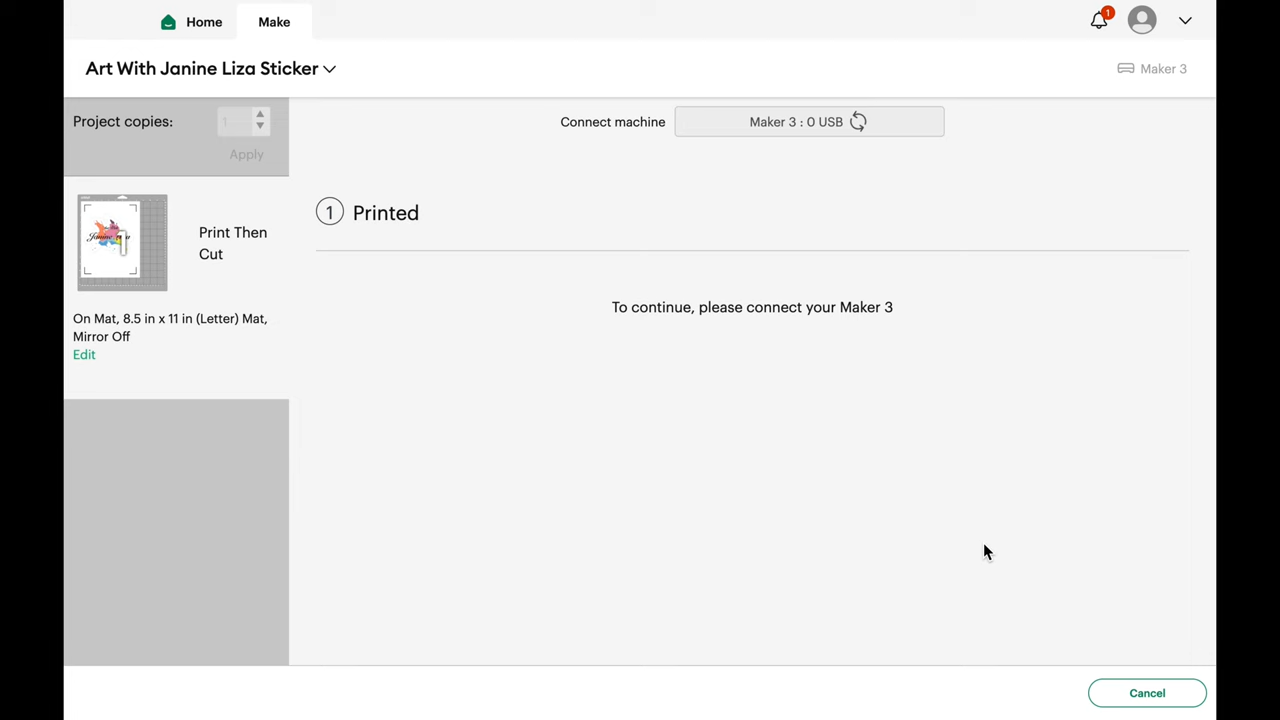 Home
Make
1
Art With Janine Liza Sticker
Maker 3
Project copies:
1
Apply
Connect machine
Maker 3 : 0 USB
1 Printed
Print Then
Cut
To continue, please connect your Maker 3
On Mat, 8.5 in x 11 in (Letter) Mat,
Mirror Off
Edit
Cancel